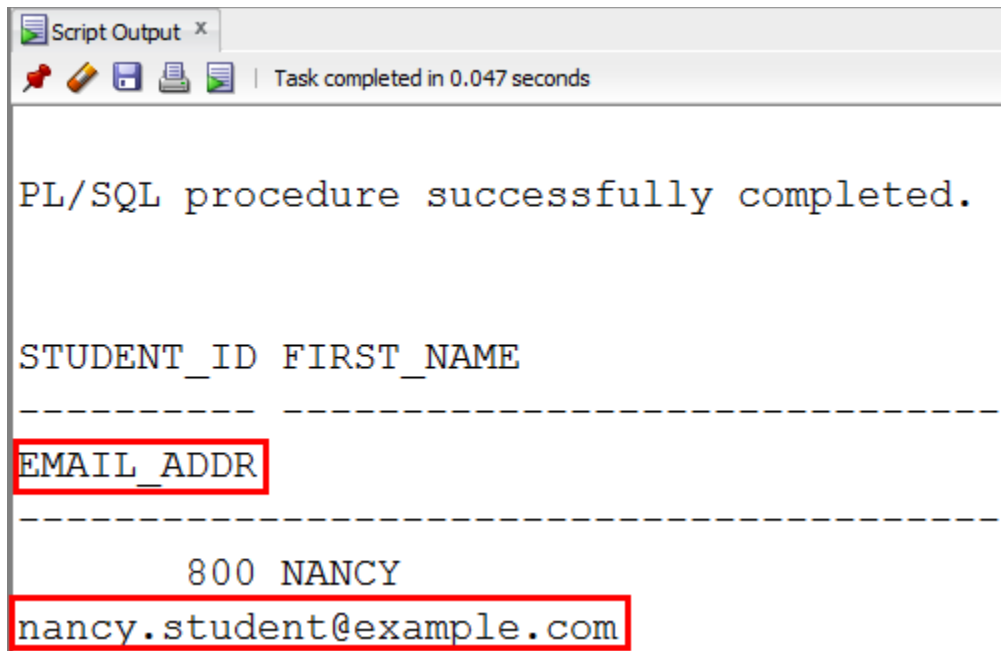 Script Output x
Task completed in 0.047 seconds
PL/SQL procedure successfully completed.
STUDENT_ID FIRST_NAME
---------- ------------------------------
EMAIL_ADDR
-----------------------------------------
800 NANCY
nancy.student@example.com